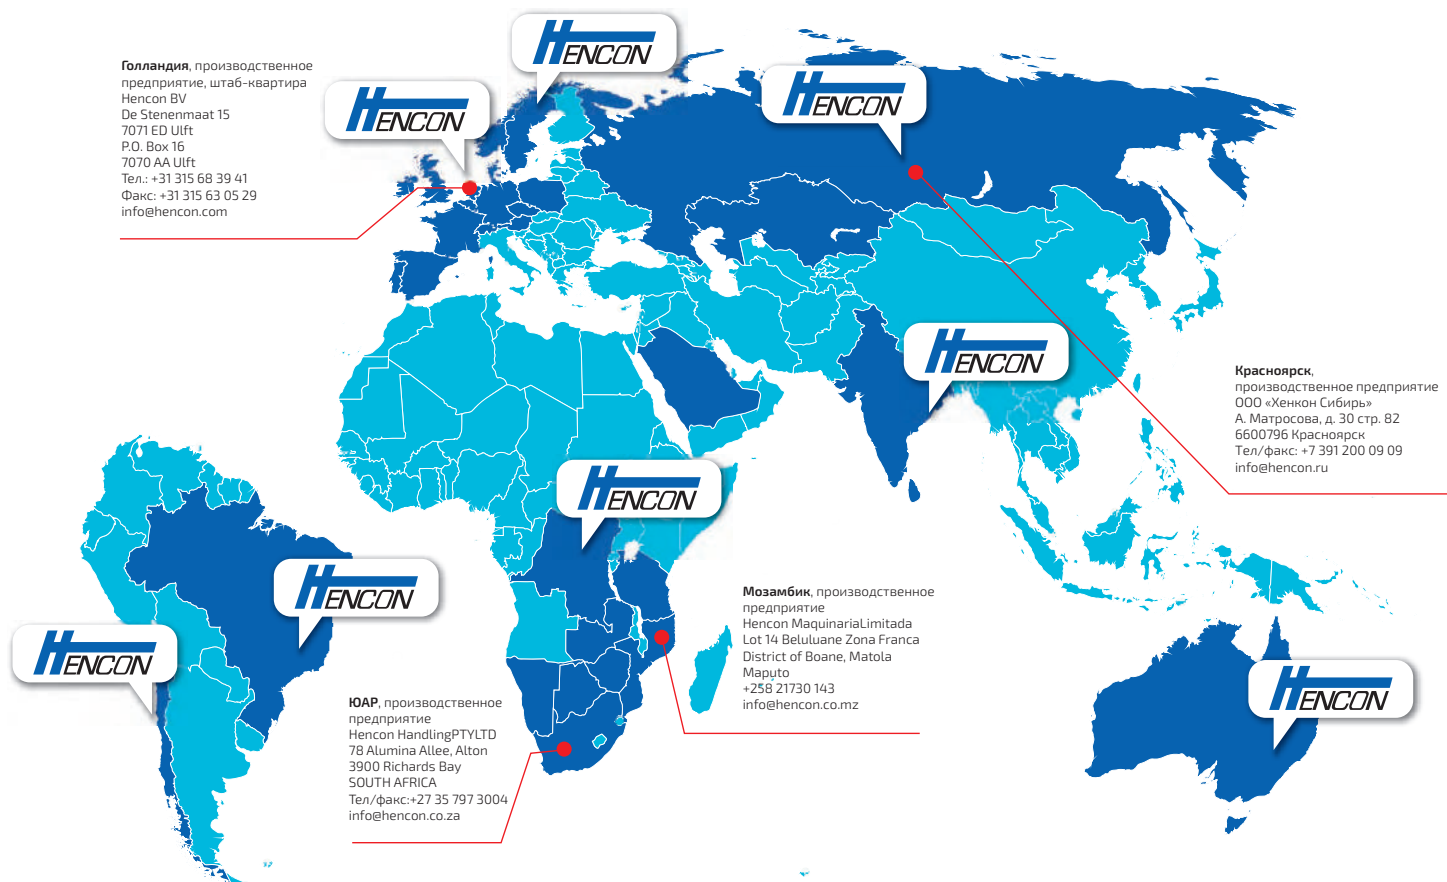 HENCON
HENCON
HENCON
Голландия, производственное
предприятие, штаб-квартира
Hencon BV
De Stenenmaat 15
7071 ED Ulft
P.O. Box 16
7070 AA Ulft
Тел.: +31 315 68 39 41
Факс: +31 315 63 05 29
info@hencon.com
HENCON
Красноярск,
производственное предприятие
ООО «Хенкон Сибирь»
А. Матросова, д. 30 стр. 82
6600796 Красноярск
Тел/факс: +7 391 200 09 09
info@hencon.ru
HENCON
HENCON
HENCON
HENCON
Мозамбик, производственное
предприятие
Hencon MaquinariaLimitada
Lot 14 Beluluane Zona Franca
District of Boane, Matola
Maputo
+258 21730 143
info@hencon.co.mz
ЮАР, производственное
предприятие
Hencon HandlingPTYLTD
78 Alumina Allee, Alton
3900 Richards Bay
SOUTH AFRICA
Тел/факс:+27 35 797 3004
info@hencon.co.za